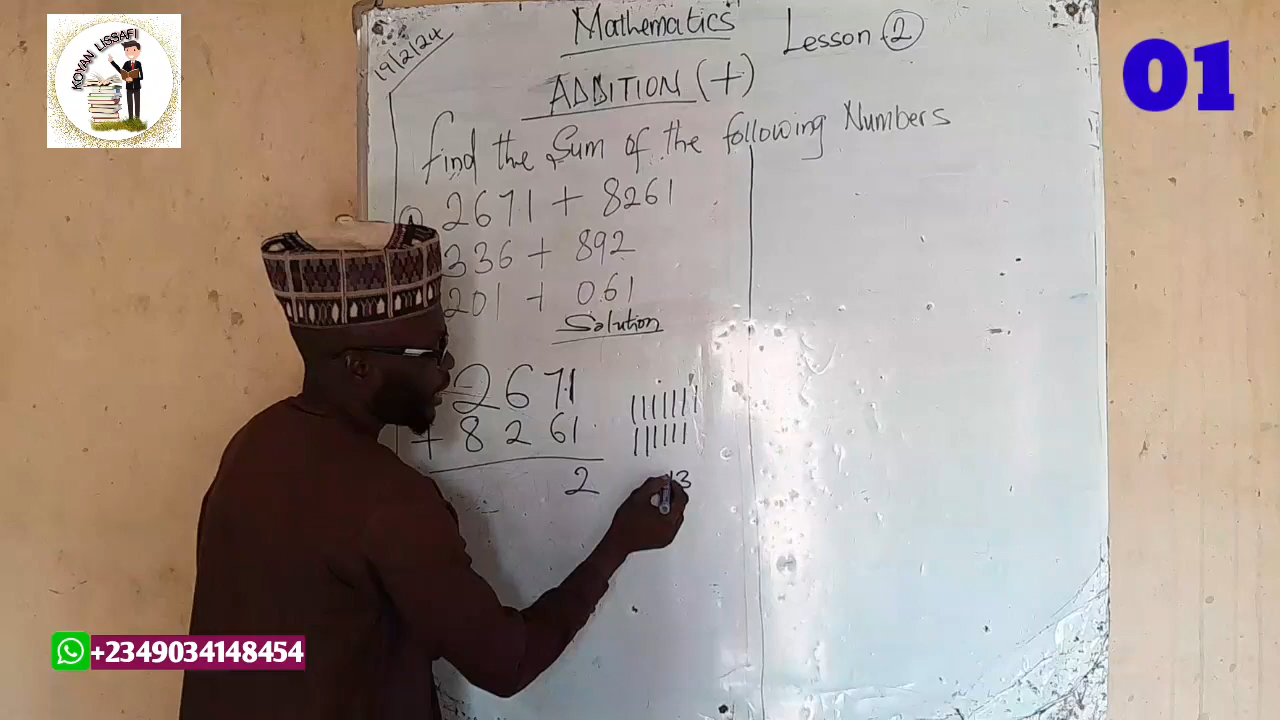 KOYAN LISSAFI
01
19/2/24
Mathematics
Lesson 2
ADDITION (+)
find the Sum of the following Numbers
2671 + 8261
336 + 892
201 + 0.61
Solution
2671
+ 8261
2
13
+2349034148454